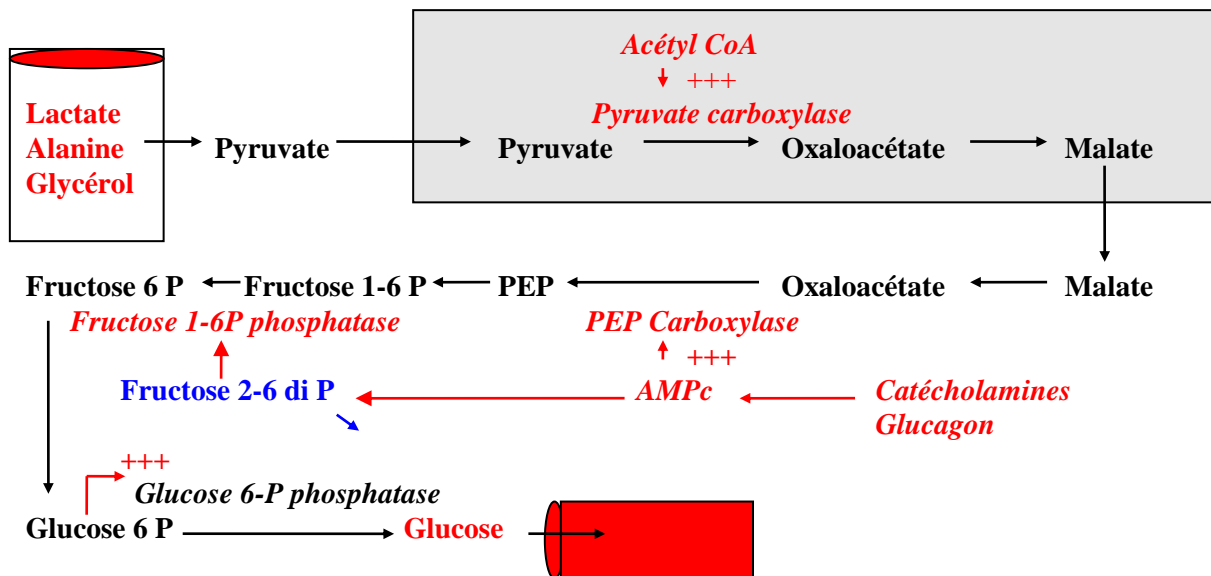 Acétyl CoA
+++
Pyruvate carboxylase
Lactate
Alanine
Glycérol
Pyruvate
Pyruvate
Oxaloacétate
Malate
Fructose 6 P
Fructose 1-6 P
PEP
Oxaloacétate
Malate
Fructose 1-6P phosphatase
PEP Carboxylase
+++
Fructose 2-6 di P
AMPc
Catécholamines
Glucagon
+++
Glucose 6-P phosphatase
Glucose 6 P
Glucose